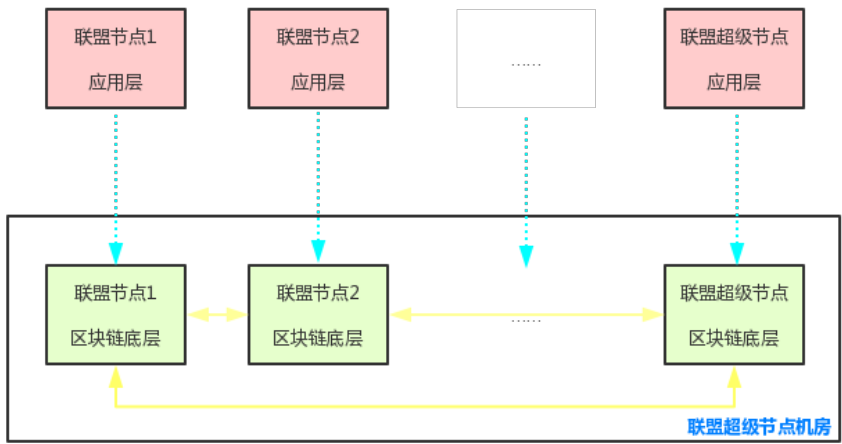 联盟节点1
应用层
联盟节点2
应用层
……
联盟超级节点
应用层
联盟节点1
区块链底层
联盟节点2
区块链底层
……
联盟超级节点
区块链底层
联盟超级节点机房